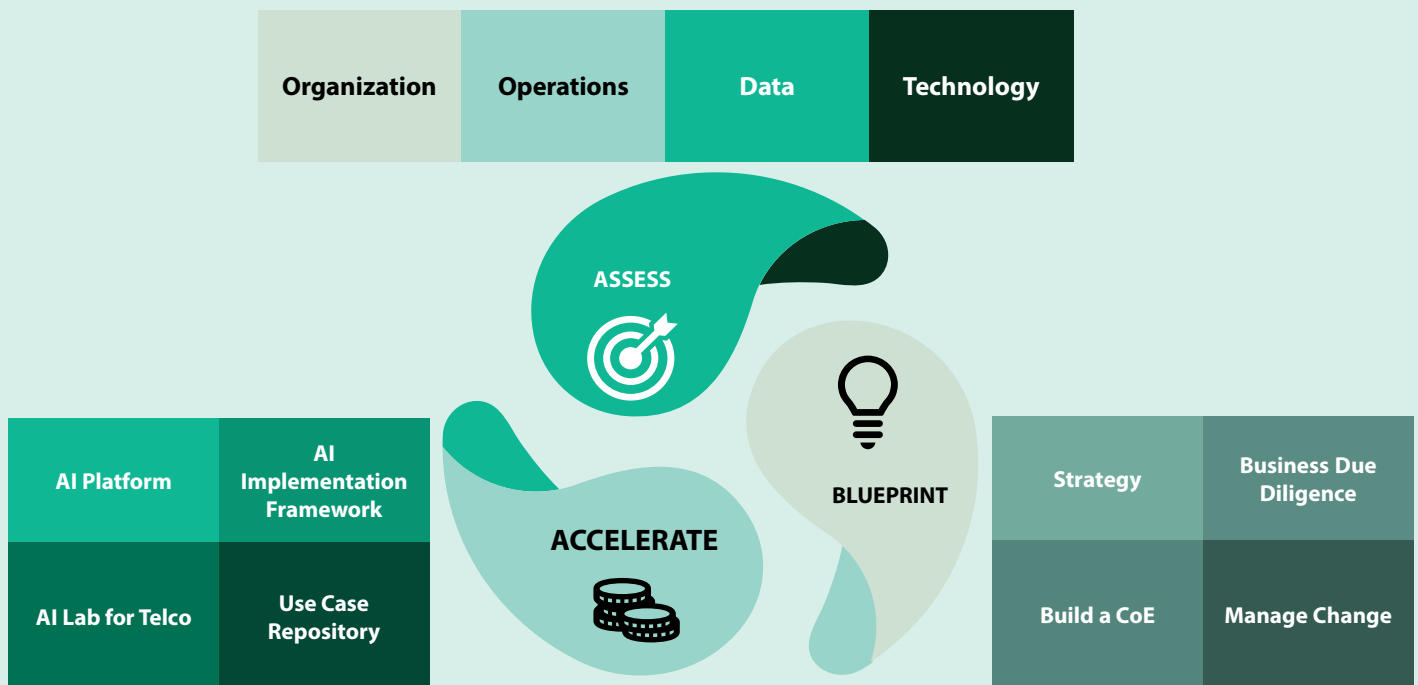 Organization
Operations
Data
Technology
ASSESS
BLUEPRINT
ACCELERATE
AI Platform
AI
Implementation
Framework
AI Lab for Telco
Use Case
Repository
Strategy
Business Due
Diligence
Build a CoE
Manage Change